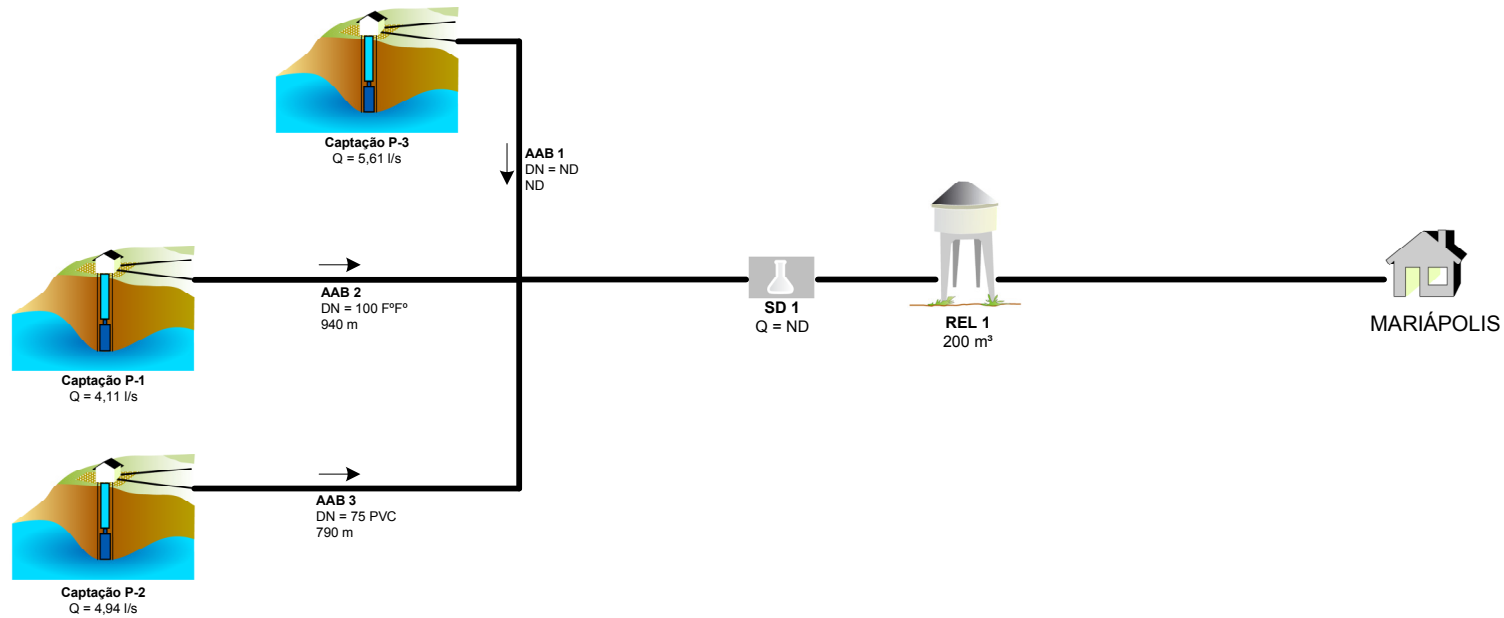 Captação P-3
Q = 5,61 l/s
AAB 1
DN = ND
ND
AAB 2
DN = 100 FºFº
940 m
Captação P-1
Q = 4,11 l/s
SD 1
Q = ND
REL 1
200 m³
MARIÁPOLIS
AAB 3
DN = 75 PVC
790 m
Captação P-2
Q = 4,94 l/s